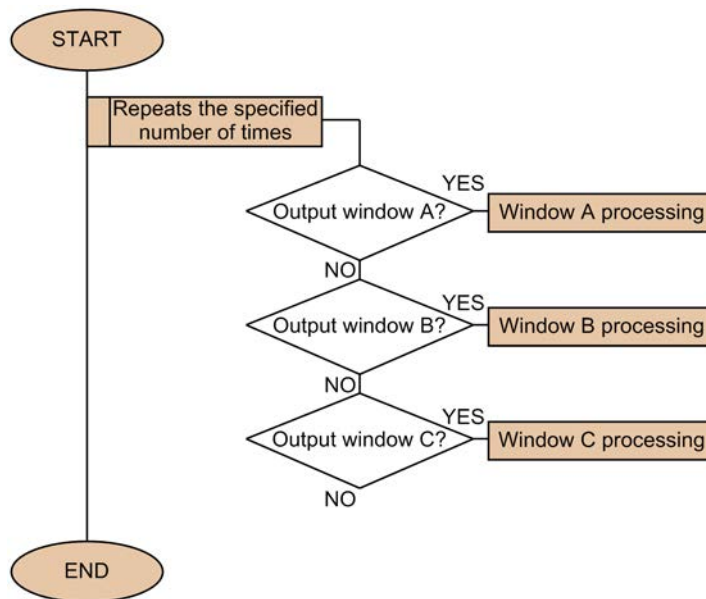 START
Repeats the specified
number of times
YES
Output window A?
Window A processing
NO
YES
Output window B?
Window B processing
NO
YES
Output window C?
Window C processing
NO
END